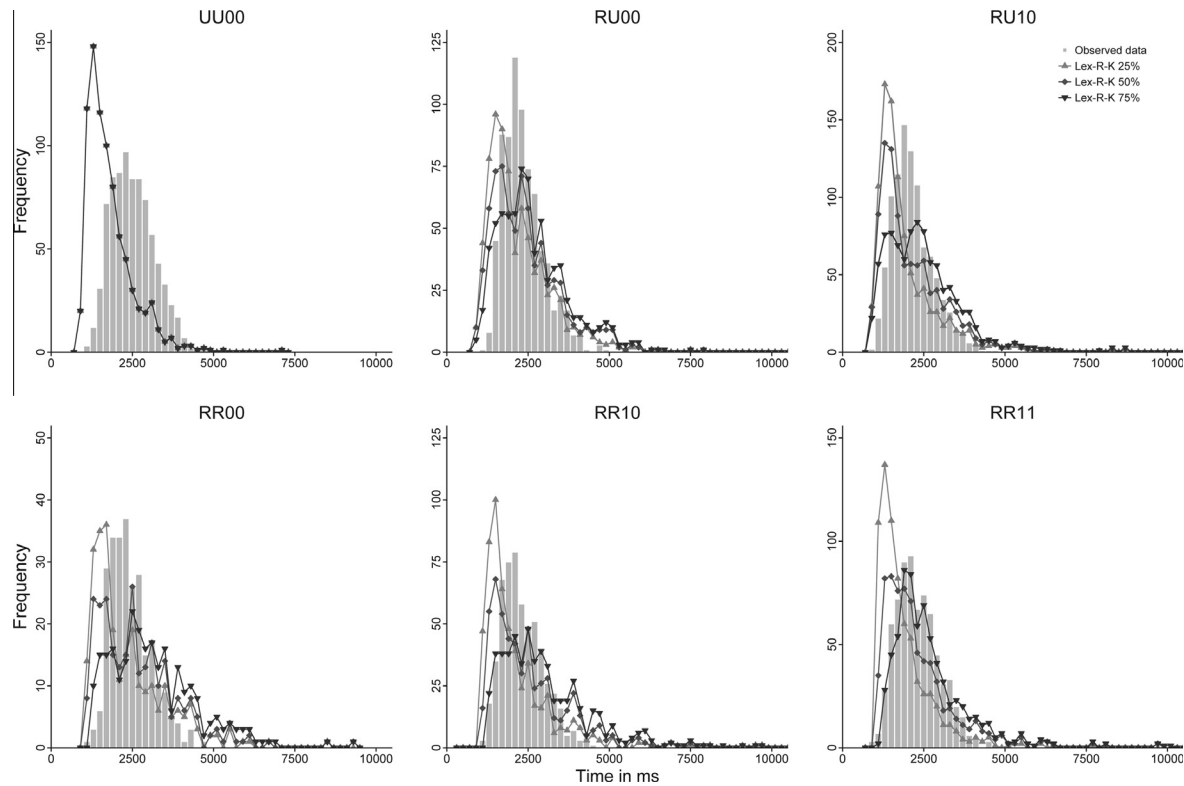 UU00
RU00
RU10
Observed data
Lex-R-K 25%
Lex-R-K 50%
Lex-R-K 75%
Frequency
0
50
100
150
0 2500 5000 7500 10000
0
25
50
75
100
125
0 2500 5000 7500 10000
0
50
100
150
200
0 2500 5000 7500 10000
RR00
RR10
RR11
Frequency
0
10
20
30
40
50
0 2500 5000 7500 10000
0
25
50
75
100
125
0 2500 5000 7500 10000
0
50
100
150
0 2500 5000 7500 10000
Time in ms